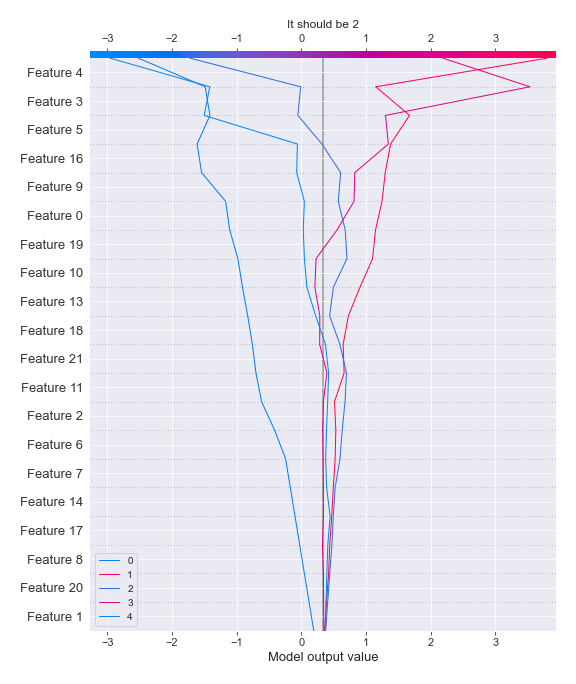 It should be 2
−3 −2 −1 0 1 2 3
Feature 4
Feature 3
Feature 5
Feature 16
Feature 9
Feature 0
Feature 19
Feature 10
Feature 13
Feature 18
Feature 21
Feature 11
Feature 2
Feature 6
Feature 7
Feature 14
Feature 17
Feature 8
Feature 20
Feature 1
0
1
2
3
4
−3 −2 −1 0 1 2 3
Model output value